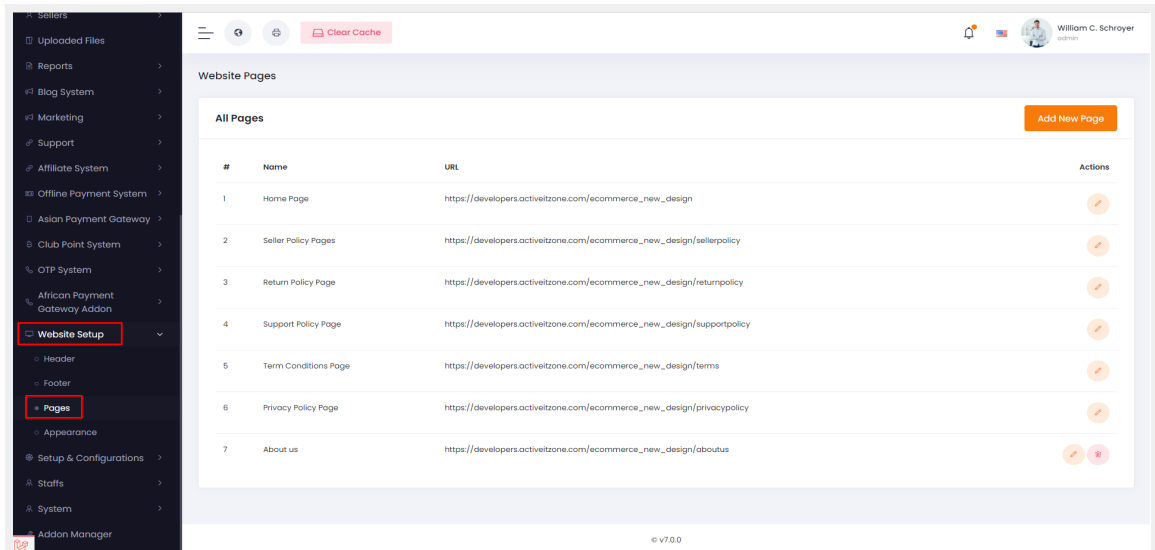 Sellers
Uploaded Files
Reports
Blog System
Marketing
Support
Affiliate System
Offline Payment System
Asian Payment Gateway
Club Point System
OTP System
African Payment
Gateway Addon
Website Setup
Header
Footer
Pages
Appearance
Setup & Configurations
Staffs
System
Addon Manager
Clear Cache
William C. Schroyer
admin
Website Pages
All Pages
Add New Page
# Name URL Actions
1 Home Page https://developers.activeitzone.com/ecommerce_new_design
2 Seller Policy Pages https://developers.activeitzone.com/ecommerce_new_design/sellerpolicy
3 Return Policy Page https://developers.activeitzone.com/ecommerce_new_design/returnpolicy
4 Support Policy Page https://developers.activeitzone.com/ecommerce_new_design/supportpolicy
5 Term Conditions Page https://developers.activeitzone.com/ecommerce_new_design/terms
6 Privacy Policy Page https://developers.activeitzone.com/ecommerce_new_design/privacypolicy
7 About us https://developers.activeitzone.com/ecommerce_new_design/aboutus
© v7.0.0